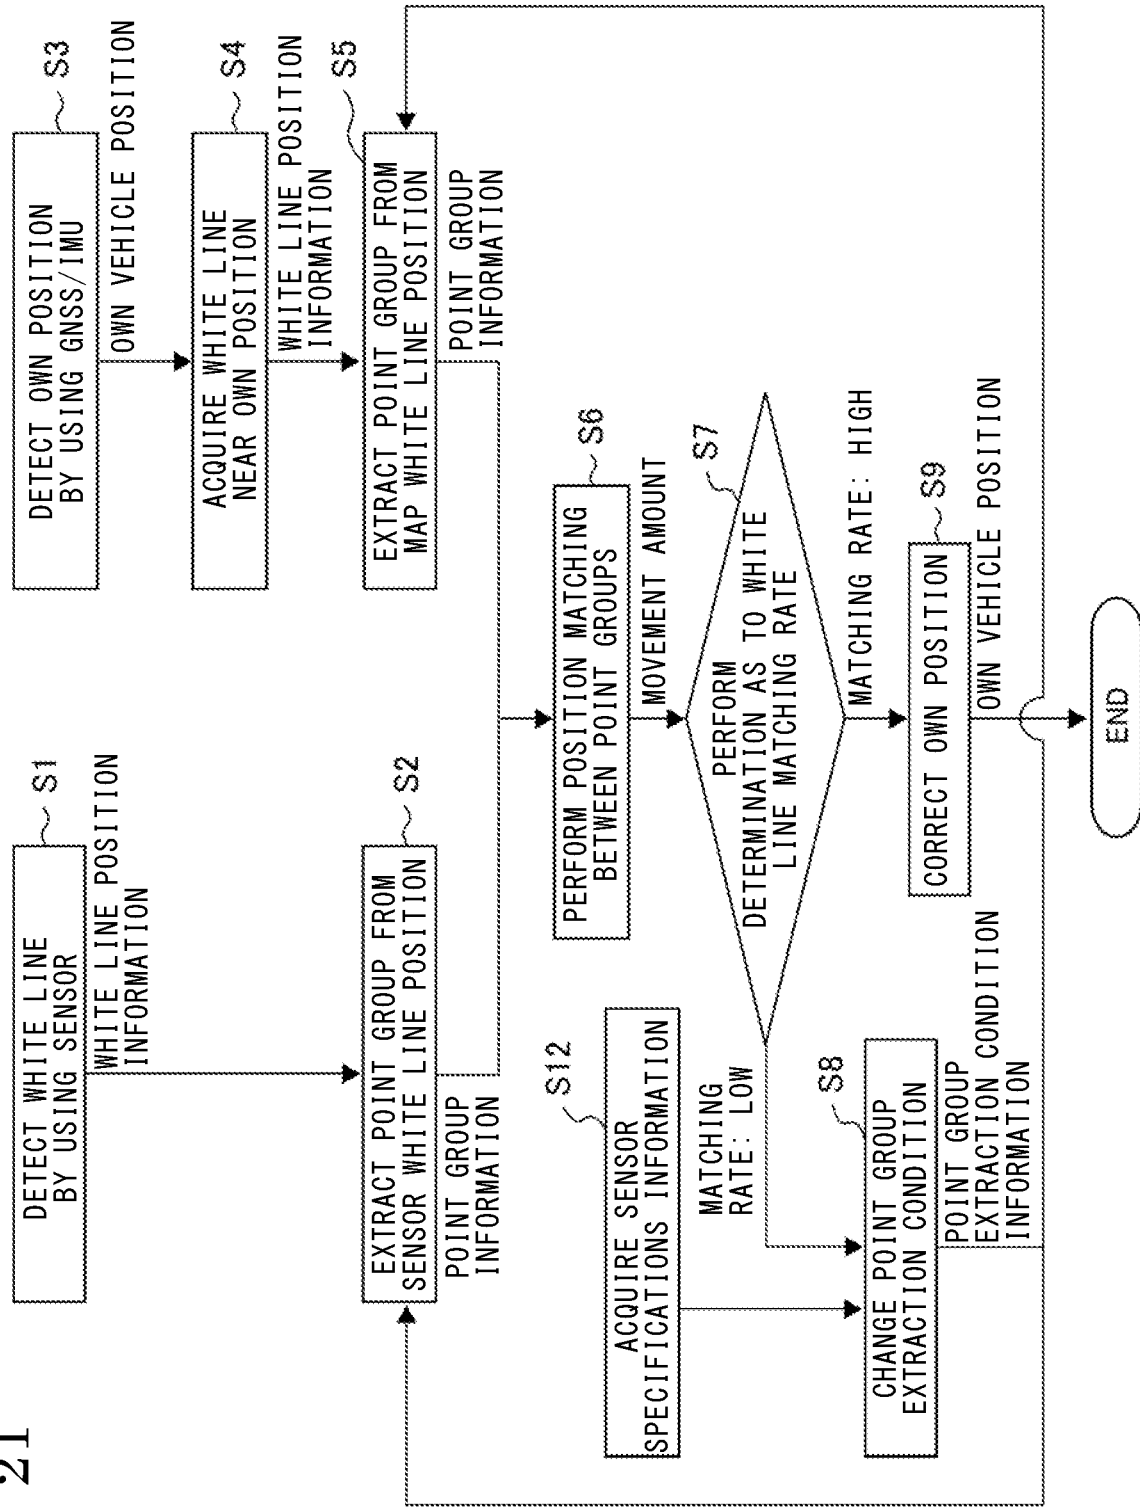 21
DETECT WHITE LINE
BY USING SENSOR
S1
WHITE LINE POSITION
INFORMATION
EXTRACT POINT GROUP FROM
SENSOR WHITE LINE POSITION
S2
POINT GROUP
INFORMATION
DETECT OWN POSITION
BY USING GNSS/IMU
S3
OWN VEHICLE POSITION
ACQUIRE WHITE LINE
NEAR OWN POSITION
S4
WHITE LINE POSITION
INFORMATION
EXTRACT POINT GROUP FROM
MAP WHITE LINE POSITION
S5
POINT GROUP
INFORMATION
PERFORM POSITION MATCHING
BETWEEN POINT GROUPS
S6
MOVEMENT AMOUNT
PERFORM
DETERMINATION AS TO WHITE
LINE MATCHING RATE
S7
MATCHING RATE: HIGH
MATCHING
RATE: LOW
ACQUIRE SENSOR
SPECIFICATIONS INFORMATION
S12
CHANGE POINT GROUP
EXTRACTION CONDITION
S8
POINT GROUP
EXTRACTION CONDITION
INFORMATION
CORRECT OWN POSITION
S9
OWN VEHICLE POSITION
END